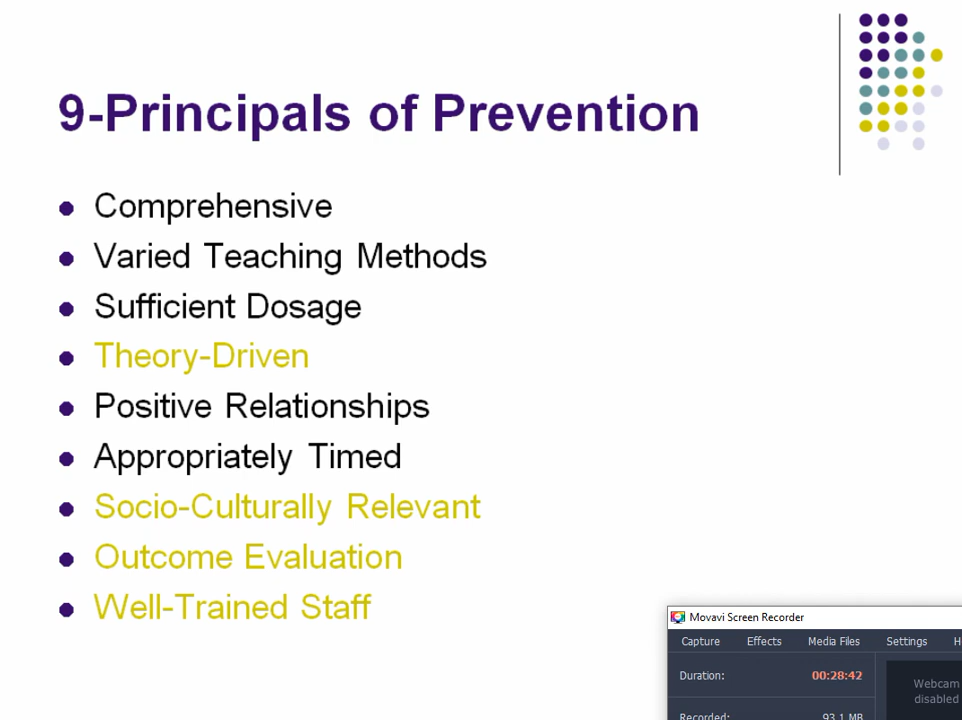 9-Principals of Prevention
Comprehensive
Varied Teaching Methods
Sufficient Dosage
Theory-Driven
Positive Relationships
Appropriately Timed
Socio-Culturally Relevant
Outcome Evaluation
Well-Trained Staff
Movavi Screen Recorder
Capture Effects Media Files Settings
Duration: 00:28:42
Webcam
disabled
Recorded: 93.1 MB